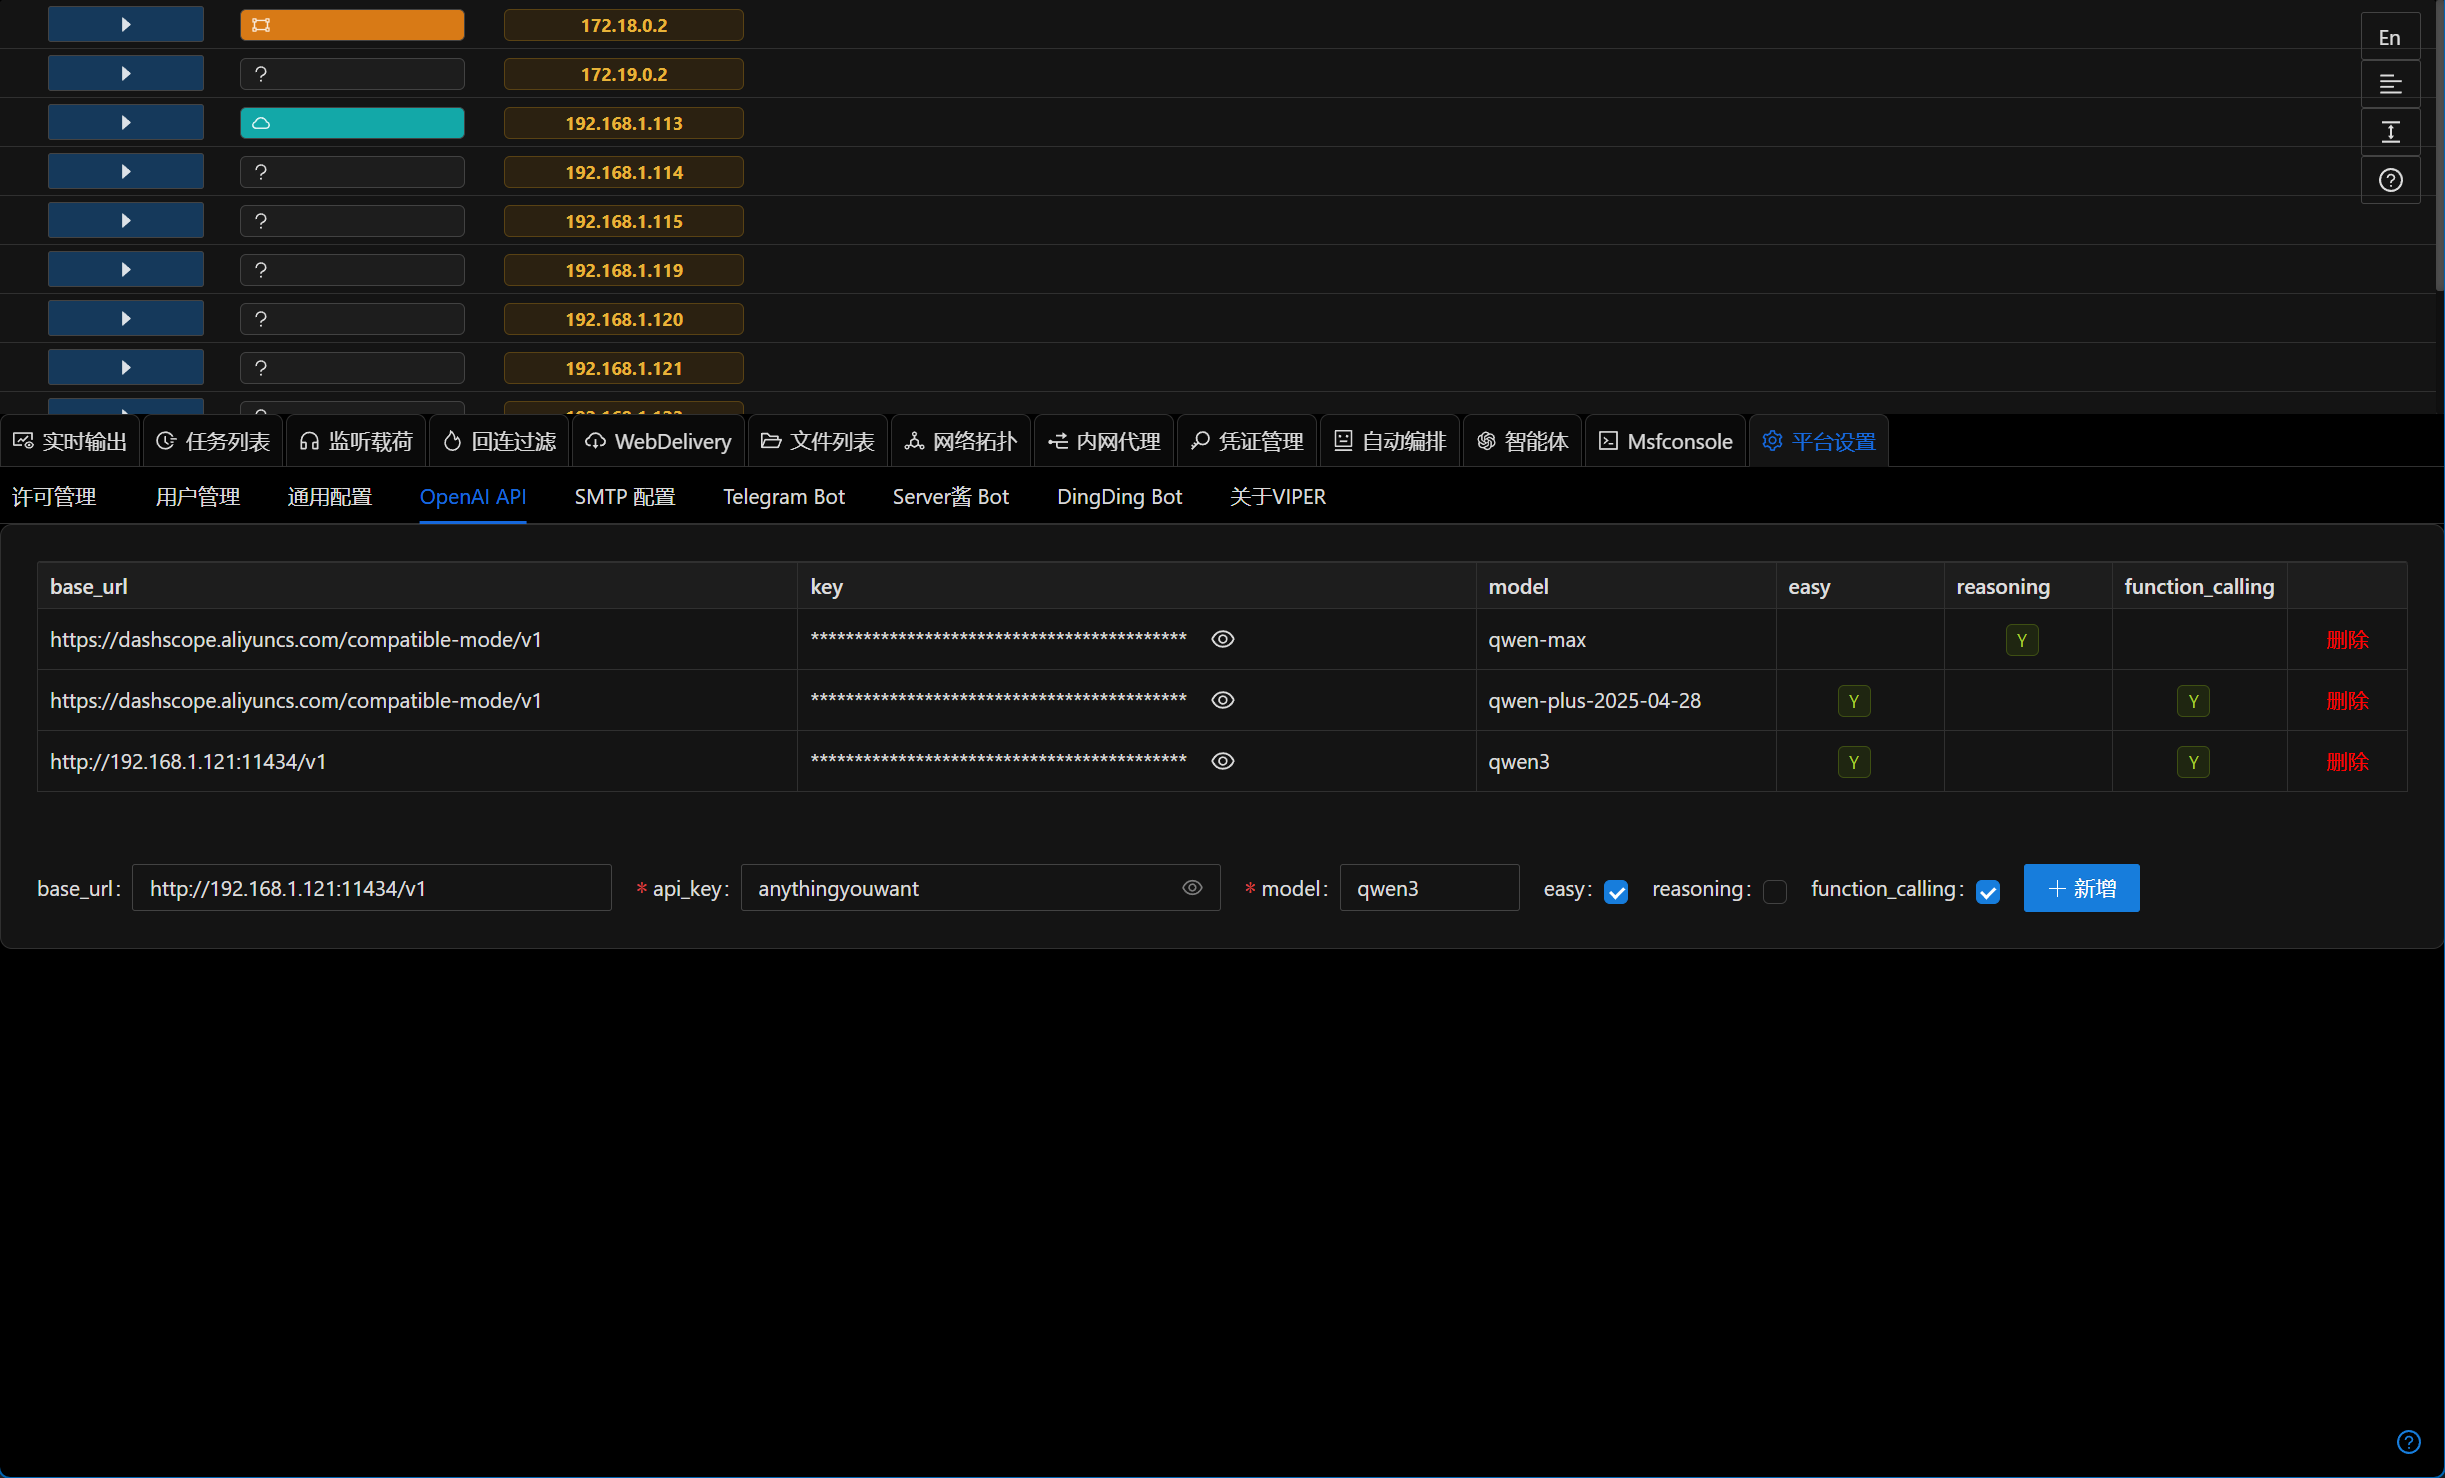 172.18.0.2
En
? 172.19.0.2
192.168.1.113
? 192.168.1.114
? 192.168.1.115
? 192.168.1.119
? 192.168.1.120
? 192.168.1.121
实时输出 任务列表 监听载荷 回连过滤 WebDelivery 文件列表 网络拓扑 内网代理 凭证管理 自动编排 智能体 Msfconsole 平台设置
许可管理 用户管理 通用配置 OpenAI API SMTP 配置 Telegram Bot Server酱 Bot DingDing Bot 关于VIPER
base_url key model easy reasoning function_calling
https://dashscope.aliyuncs.com/compatible-mode/v1 ******************************************* qwen-max Y 删除
https://dashscope.aliyuncs.com/compatible-mode/v1 ******************************************* qwen-plus-2025-04-28 Y Y 删除
http://192.168.1.121:11434/v1 ******************************************* qwen3 Y Y 删除
base_url: http://192.168.1.121:11434/v1 * api_key: anythingyouwant * model: qwen3 easy: reasoning: function_calling: + 新增